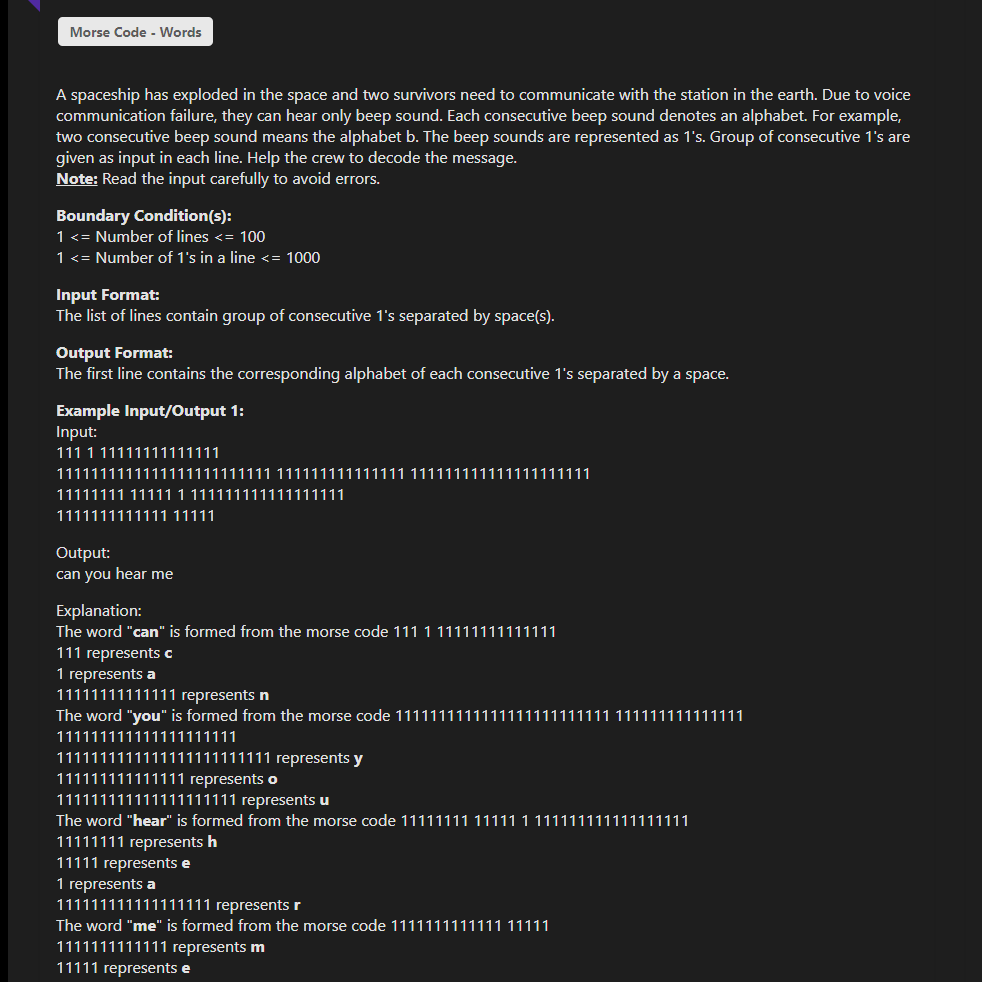 Morse Code - Words
A spaceship has exploded in the space and two survivors need to communicate with the station in the earth. Due to voice
communication failure, they can hear only beep sound. Each consecutive beep sound denotes an alphabet. For example,
two consecutive beep sound means the alphabet b. The beep sounds are represented as 1's. Group of consecutive 1's are
given as input in each line. Help the crew to decode the message.
Note: Read the input carefully to avoid errors.
Boundary Condition(s):
1 <= Number of lines <= 100
1 <= Number of 1's in a line <= 1000
Input Format:
The list of lines contain group of consecutive 1's separated by space(s).
Output Format:
The first line contains the corresponding alphabet of each consecutive 1's separated by a space.
Example Input/Output 1:
Input:
111 1 11111111111111
1111111111111111111111111 111111111111111 111111111111111111111
11111111 11111 1 111111111111111111
1111111111111 11111
Output:
can you hear me
Explanation:
The word "can" is formed from the morse code 111 1 11111111111111
111 represents c
1 represents a
11111111111111 represents n
The word "you" is formed from the morse code 1111111111111111111111111 111111111111111
111111111111111111111
1111111111111111111111111 represents y
111111111111111 represents o
111111111111111111111 represents u
The word "hear" is formed from the morse code 11111111 11111 1 111111111111111111
11111111 represents h
11111 represents e
1 represents a
111111111111111111 represents r
The word "me" is formed from the morse code 1111111111111 11111
1111111111111 represents m
11111 represents e